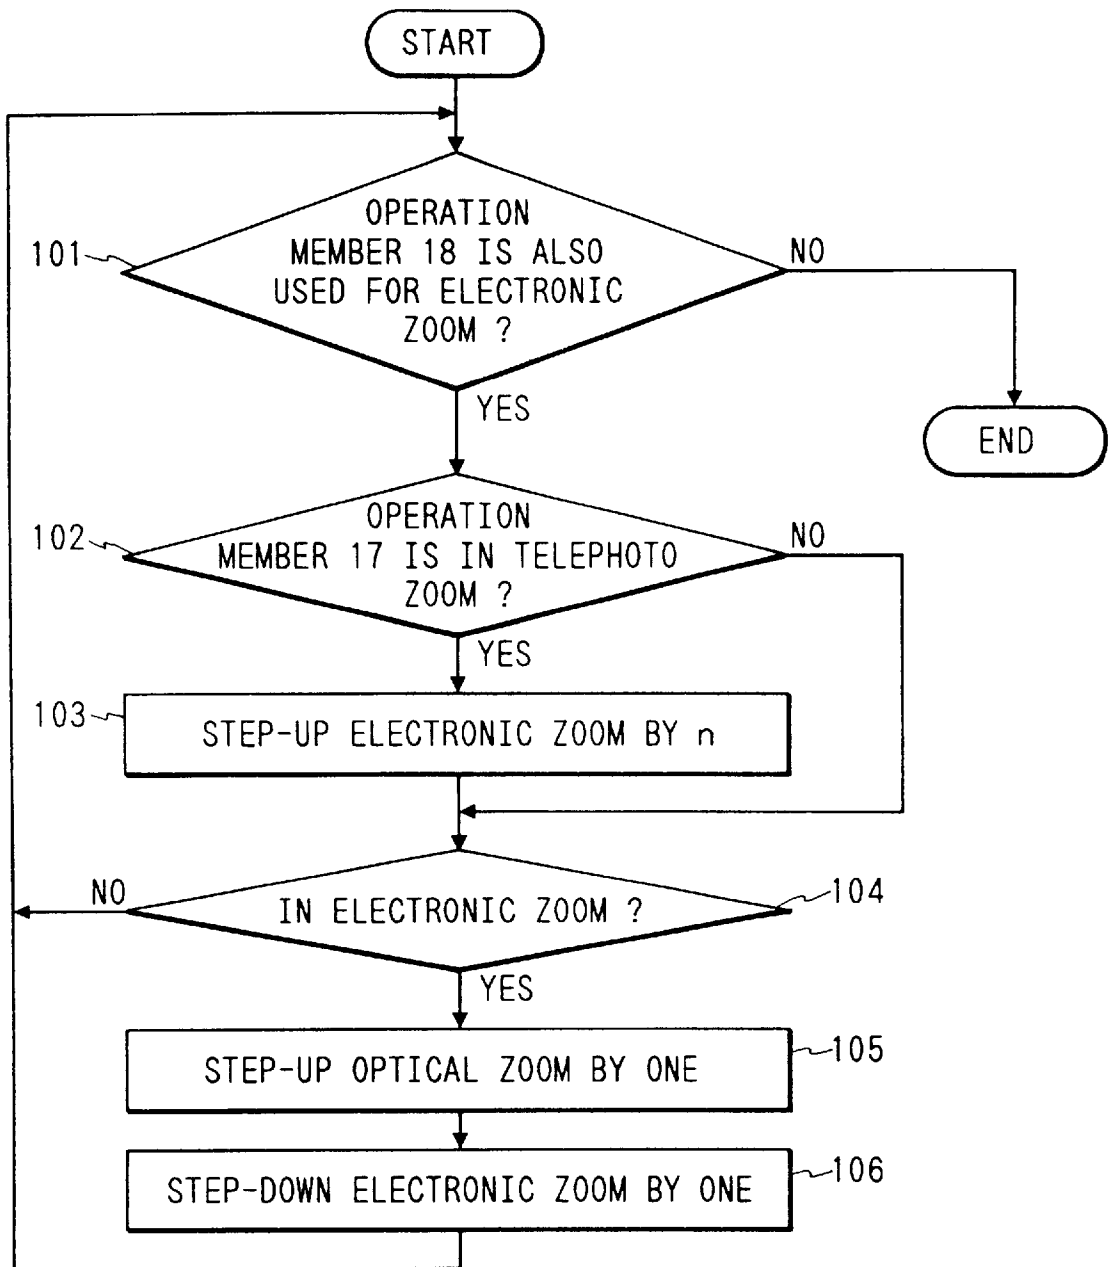 START
OPERATION
MEMBER 18 IS ALSO
USED FOR ELECTRONIC
ZOOM ?
101
NO
YES
END
OPERATION
MEMBER 17 IS IN TELEPHOTO
ZOOM ?
102
NO
YES
103
STEP-UP ELECTRONIC ZOOM BY n
NO
IN ELECTRONIC ZOOM ?
104
YES
STEP-UP OPTICAL ZOOM BY ONE
105
STEP-DOWN ELECTRONIC ZOOM BY ONE
106